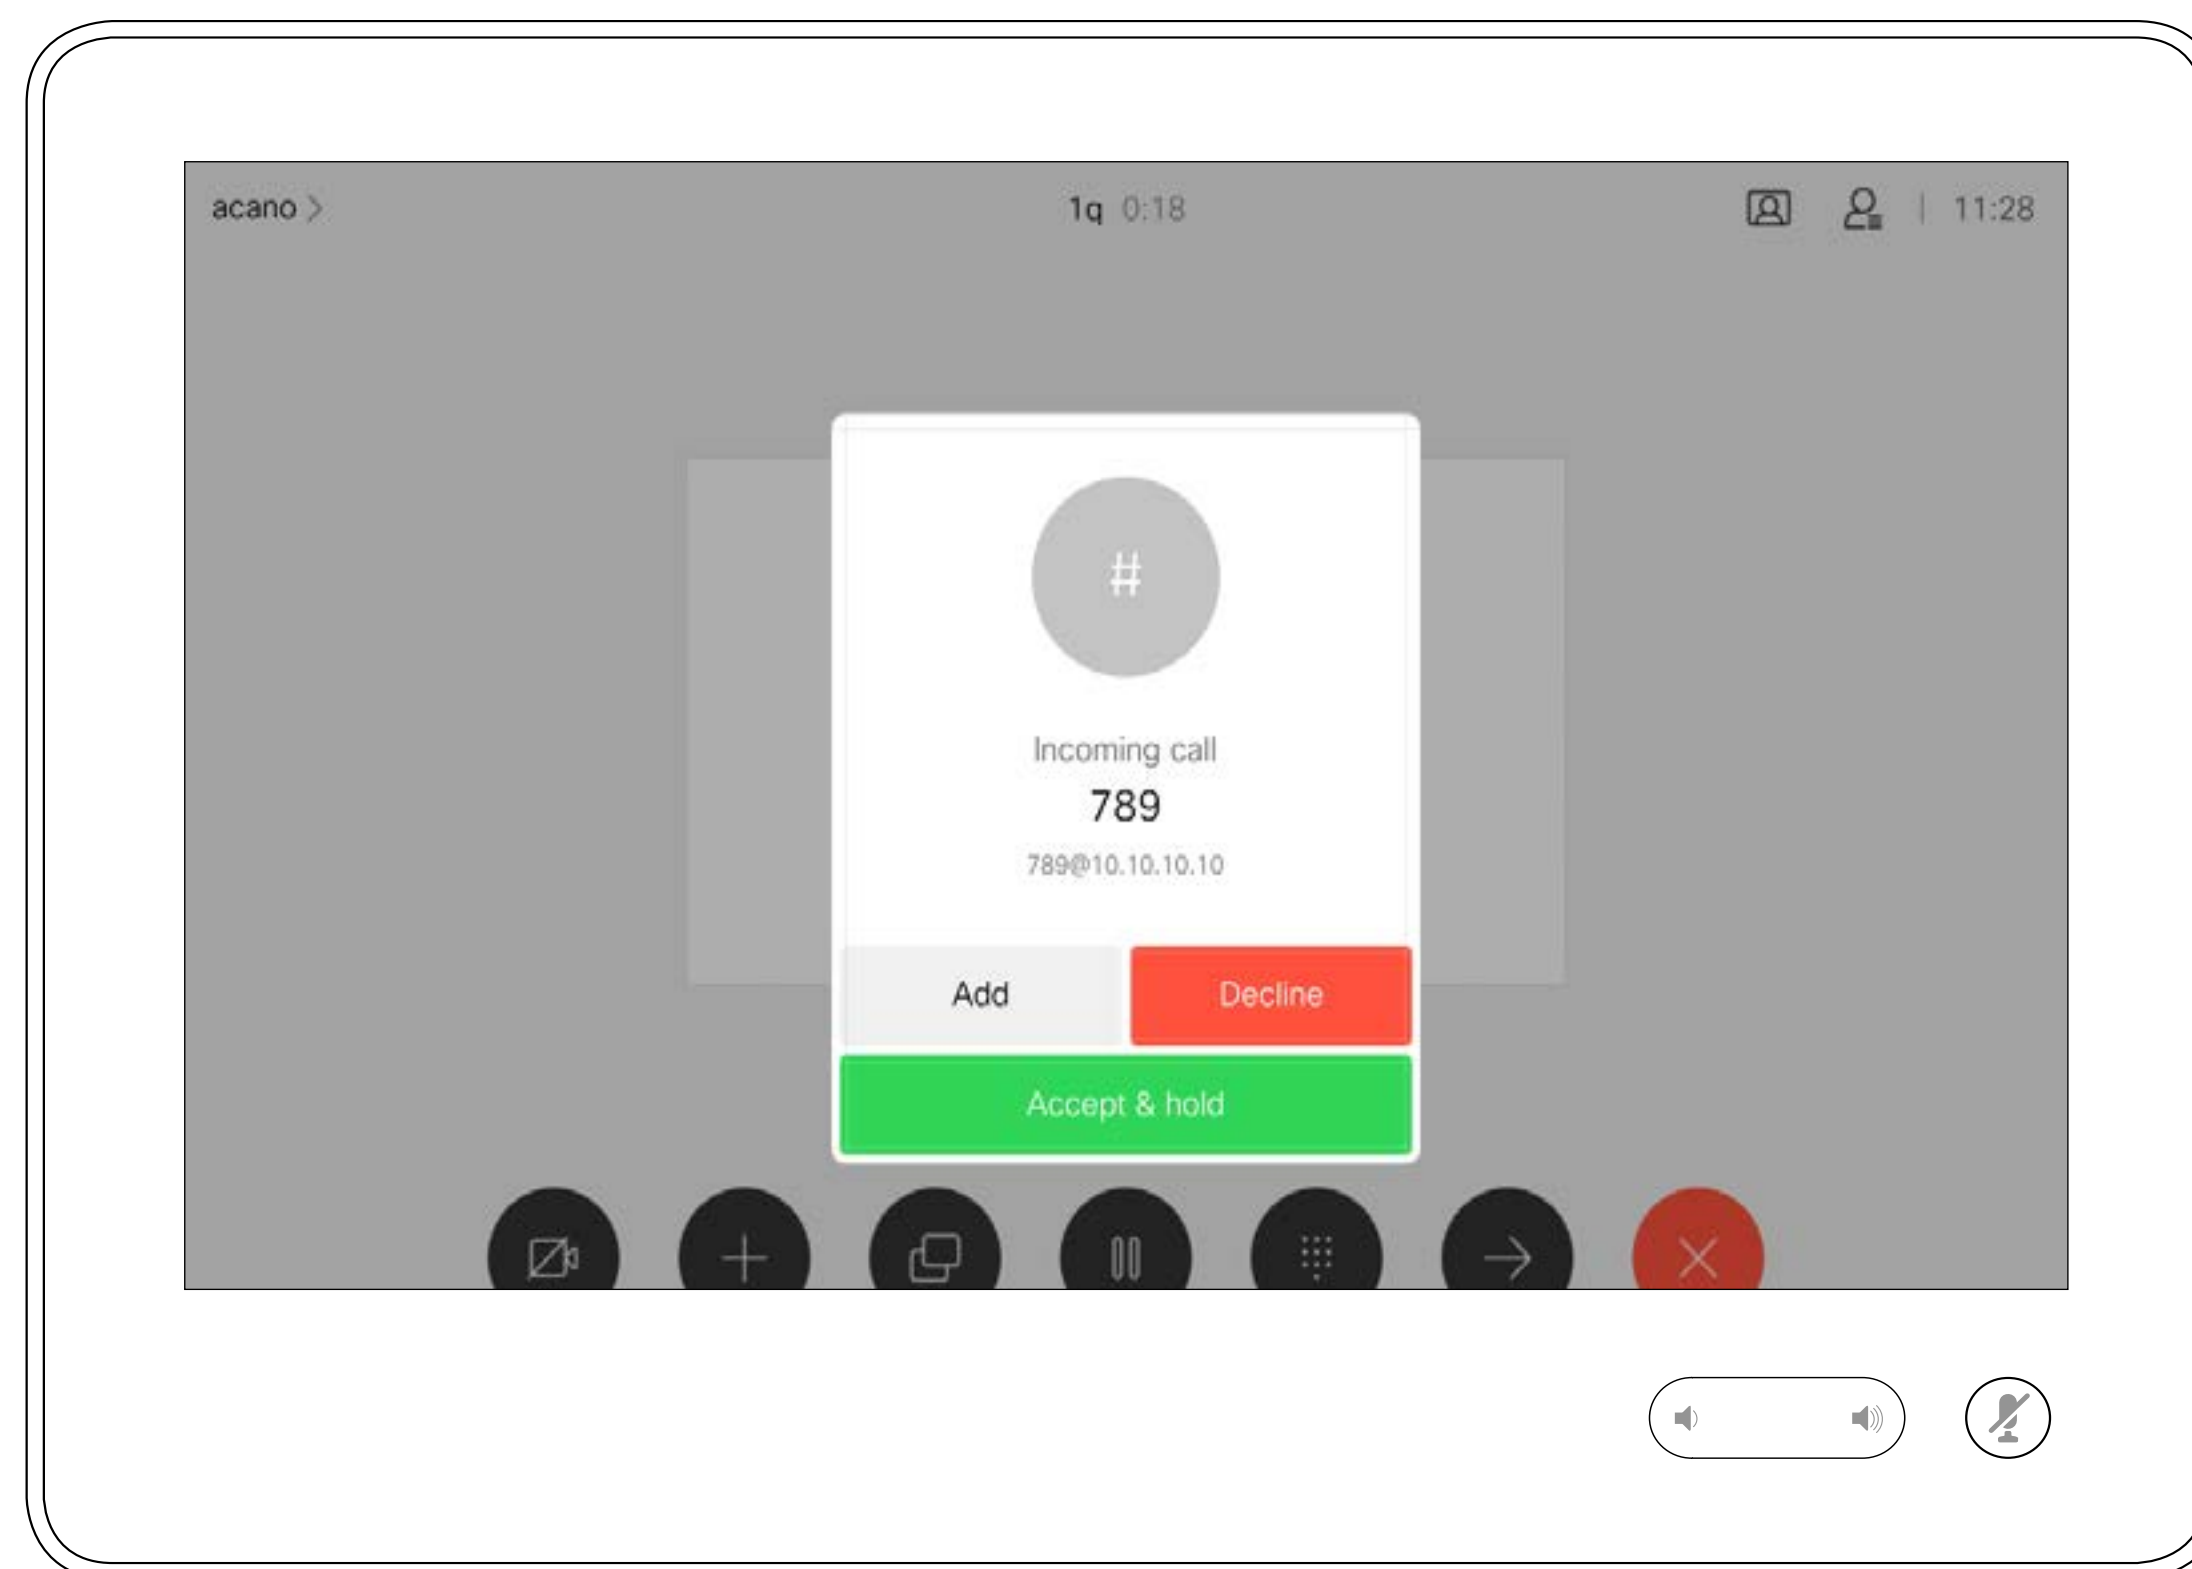 acano
1q 0:18
11:28
#
Incoming call
789
789@10.10.10.10
Add
Decline
Accept & hold